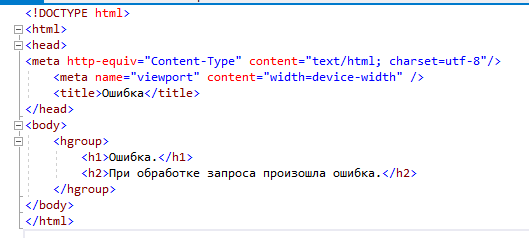 <!DOCTYPE html>
<html>
<head>
<meta http-equiv="Content-Type" content="text/html; charset=utf-8"/>
<meta name="viewport" content="width=device-width" />
<title>Ошибка</title>
</head>
<body>
<hgroup>
<h1>Ошибка.</h1>
<h2>При обработке запроса произошла ошибка.</h2>
</hgroup>
</body>
</html>